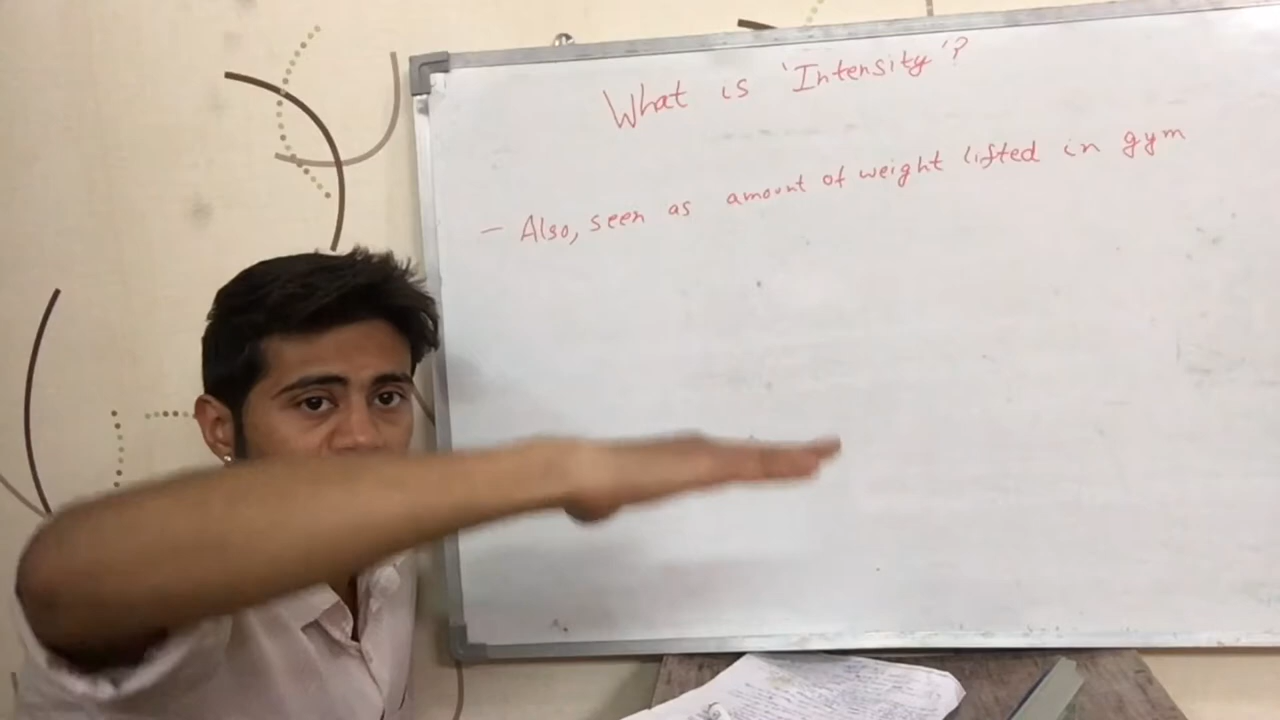 What is 'Intensity'?
- Also, seen as amount of weight lifted in gym